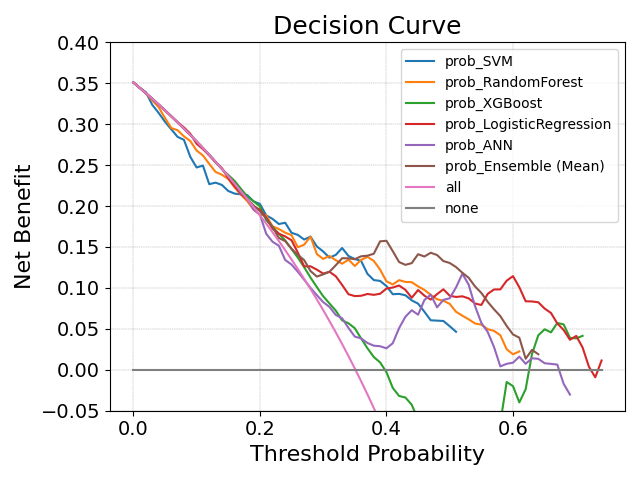 Decision Curve
Net Benefit
0.40
0.35
0.30
0.25
0.20
0.15
0.10
0.05
0.00
−0.05
prob_SVM
prob_RandomForest
prob_XGBoost
prob_LogisticRegression
prob_ANN
prob_Ensemble (Mean)
all
none
0.0 0.2 0.4 0.6
Threshold Probability